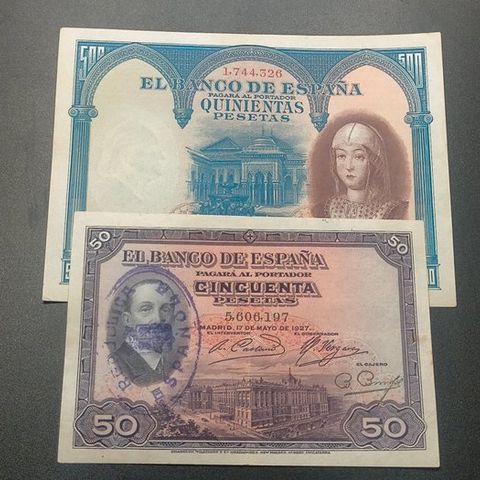 500
500
1,744,326
EL BANCO DE ESPAÑA
PAGARÁ AL PORTADOR
QUINIENTAS
PESETAS
50
50
EL BANCO DE ESPAÑA
PAGARÁ AL PORTADOR
CINCUENTA
PESETAS
5,606,197
MADRID, 17 DE MAYO DE 1927
EL INTERVENTOR
EL GOBERNADOR
EL CAJERO
50
50